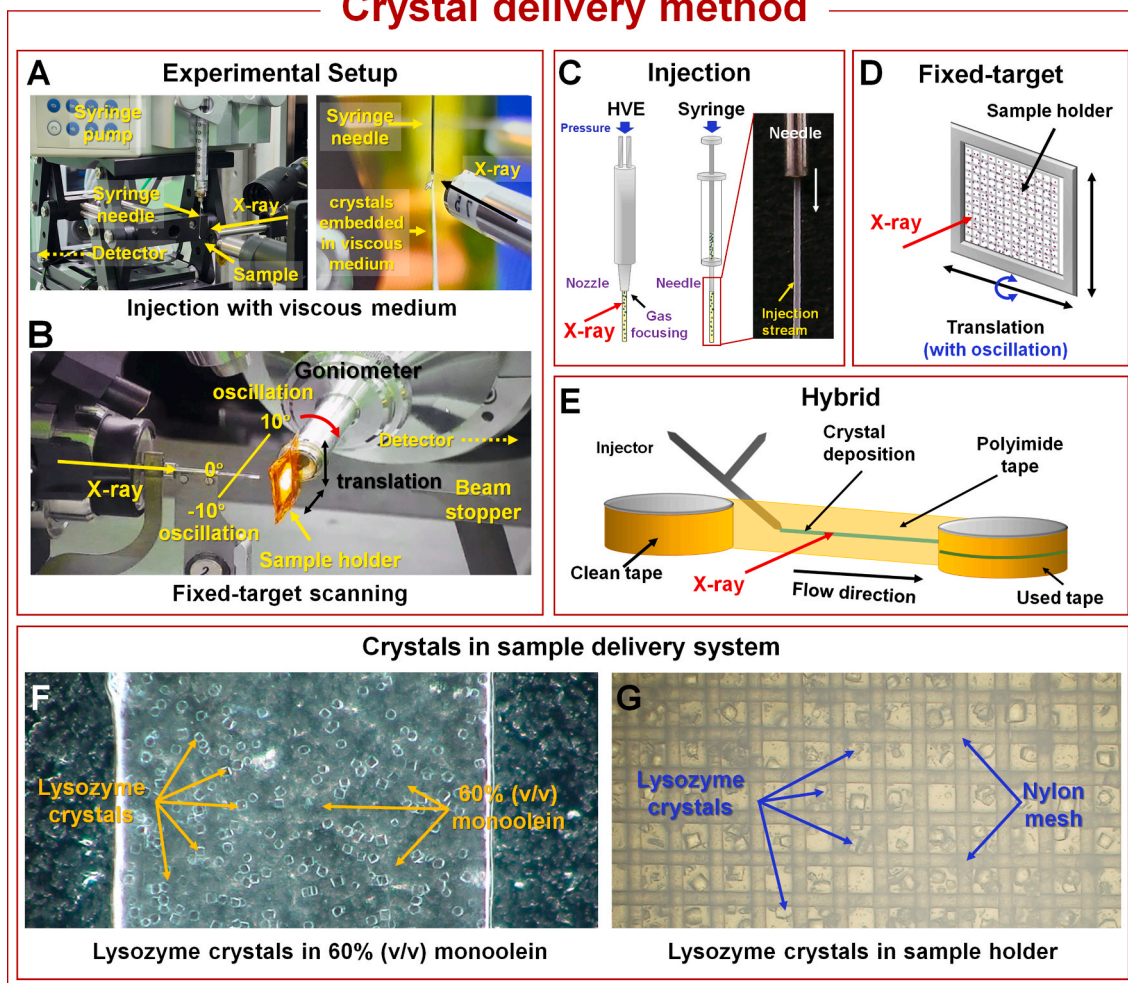 Crystal delivery method
A
Experimental Setup
Syringe
pump
Syringe
needle
X-ray
Detector
Sample
Syringe
needle
X-ray
crystals
embedded
in viscous
medium
Injection with viscous medium
B
Goniometer
oscillation
10°
Detector
0°
X-ray
translation
-10°
oscillation
Beam
stopper
Sample holder
2
Fixed-target scanning
C
Injection
HVE
Syringe
Pressure
Needle
Nozzle
Needle
X-ray
Gas
focusing
Injection
stream
D
Fixed-target
Sample holder
X-ray
Translation
(with oscillation)
E
Hybrid
Injector
Crystal
deposition
Polyimide
tape
Clean tape
X-ray
Flow direction
Used tape
Crystals in sample delivery system
F
Lysozyme
crystals
60% (v/v)
monoolein
Lysozyme crystals in 60% (v/v) monoolein
G
Lysozyme
crystals
Nylon
mesh
Lysozyme crystals in sample holder